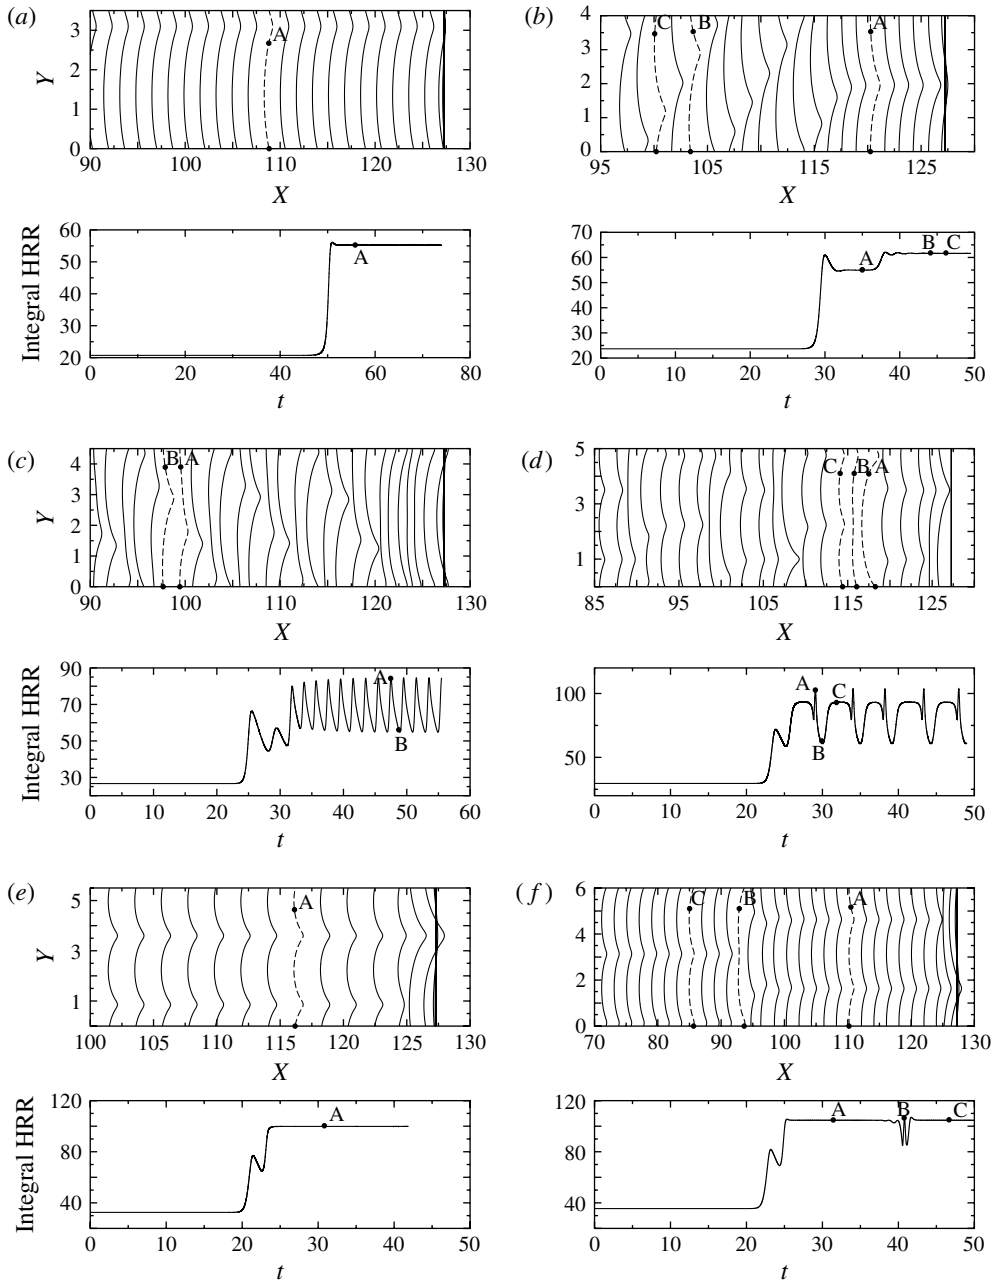 (a) (b)
3 4
2 A C B A
Y 3
1 2
1
0 0
90 100 110 120 130 95 105 115 125
X X
60 70
50 A 60 A B C
Integral HRR 40 50
30 40
20 30
20
0 20 40 60 80 0 10 20 30 40 50
t t
(c) (d)
4 B A 5 C B A
3
Y 2 3
1 1
0
90 100 110 120 130 85 95 105 115 125
X X
90 A 100 A C
Integral HRR 70
50 B 50 B
30
0 10 20 30 40 50 60 0 10 20 30 40 50
t t
(e) (f)
5 A 6 C B A
Y 3 4
1 2
0
100 105 110 115 120 125 130 70 80 90 100 110 120 130
X X
120 A 120 A B C
Integral HRR 80 80
40 40
0 10 20 30 40 50 0 10 20 30 40 50
t t